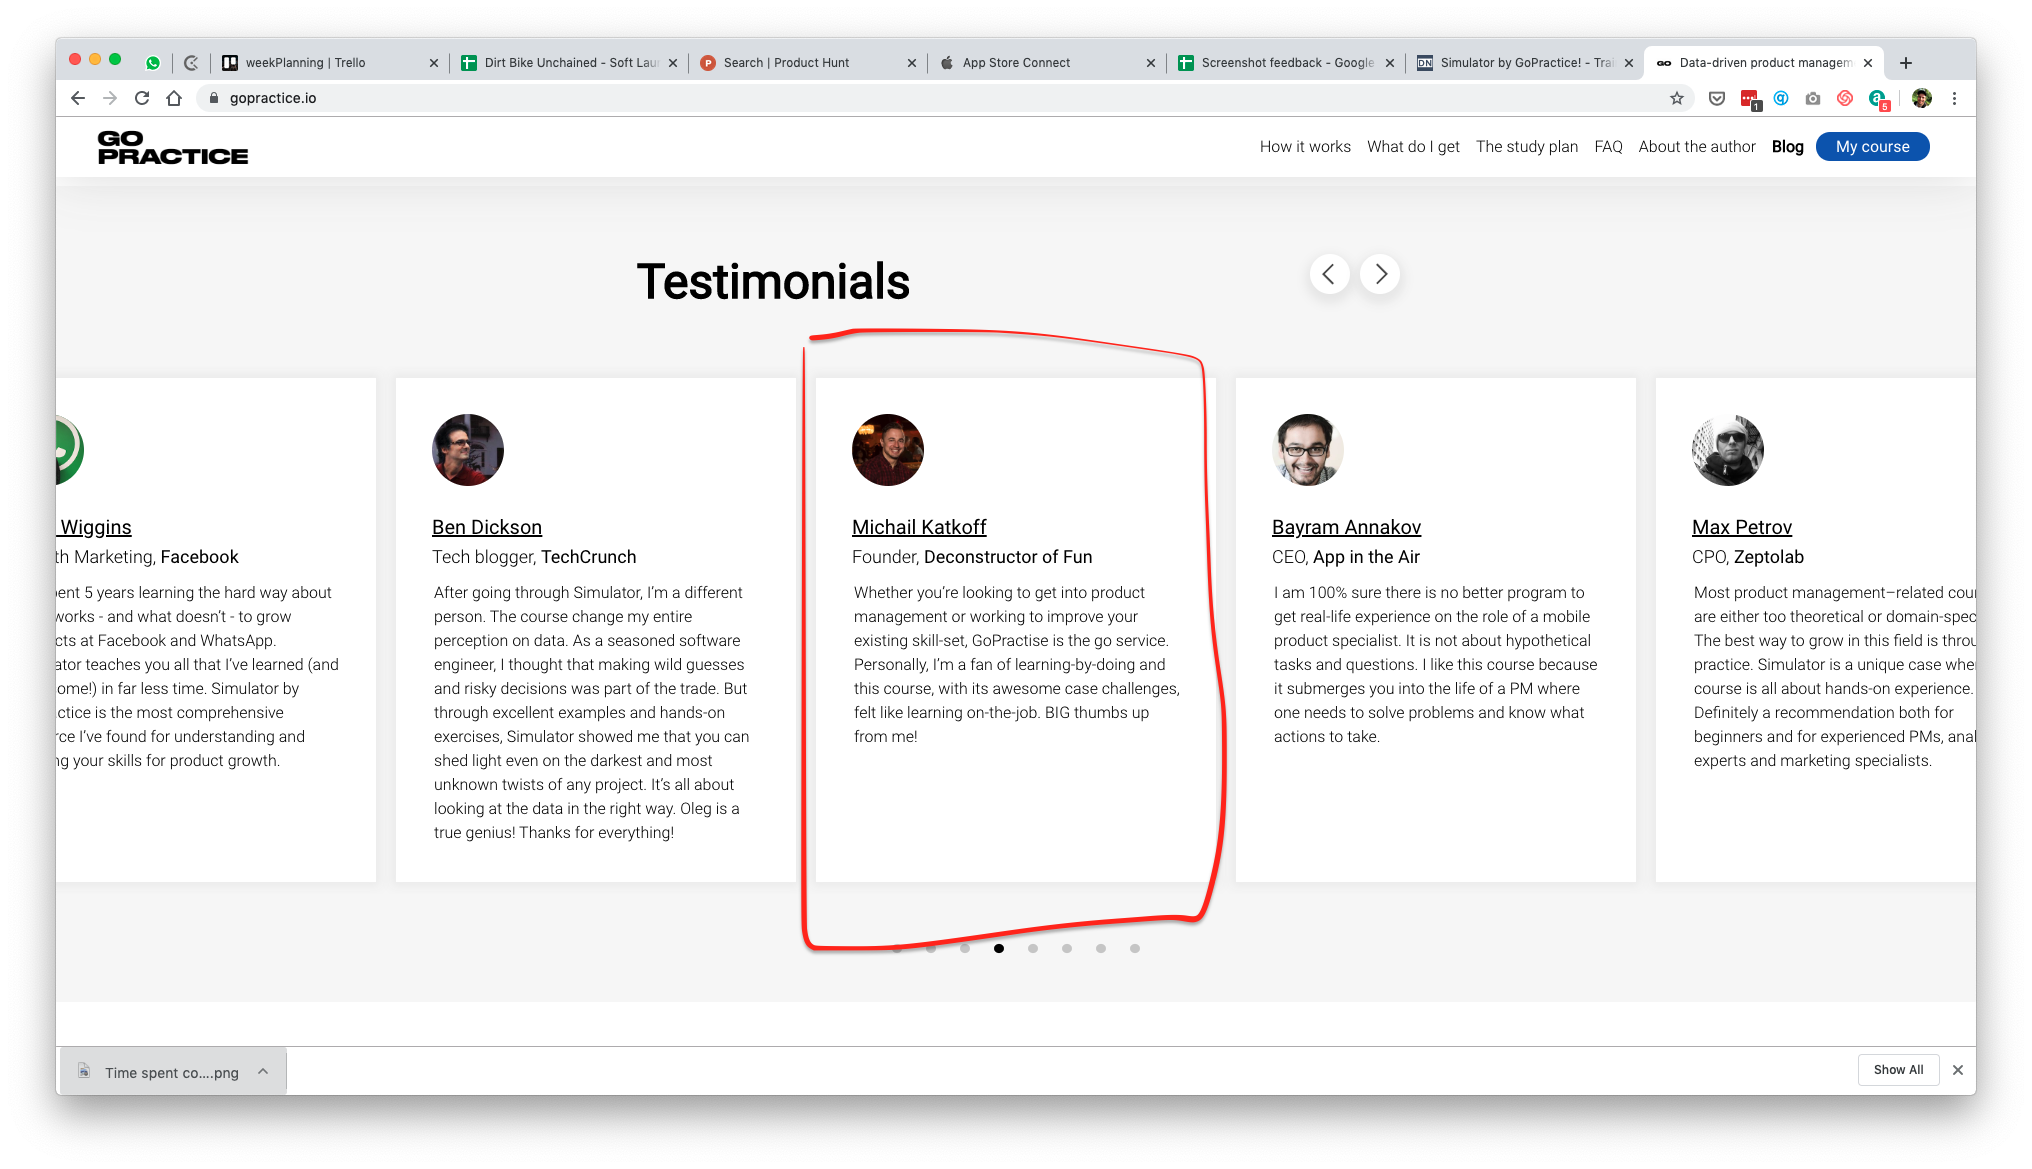 weekPlanning | Trello
Dirt Bike Unchained - Soft Lau
Search | Product Hunt
App Store Connect
Screenshot feedback - Google
Simulator by GoPractice! - Trai
Data-driven product managem
gopractice.io
1
5
GO
PRACTICE
How it works
What do I get
The study plan
FAQ
About the author
Blog
My course
Testimonials
Wiggins
th Marketing, Facebook
ent 5 years learning the hard way about
works - and what doesn't - to grow
cts at Facebook and WhatsApp.
ator teaches you all that I've learned (and
ome!) in far less time. Simulator by
ctice is the most comprehensive
rce I've found for understanding and
ng your skills for product growth.
Ben Dickson
Tech blogger, TechCrunch
After going through Simulator, I'm a different
person. The course change my entire
perception on data. As a seasoned software
engineer, I thought that making wild guesses
and risky decisions was part of the trade. But
through excellent examples and hands-on
exercises, Simulator showed me that you can
shed light even on the darkest and most
unknown twists of any project. It's all about
looking at the data in the right way. Oleg is a
true genius! Thanks for everything!
Michail Katkoff
Founder, Deconstructor of Fun
Whether you're looking to get into product
management or working to improve your
existing skill-set, GoPractise is the go service.
Personally, I'm a fan of learning-by-doing and
this course, with its awesome case challenges,
felt like learning on-the-job. BIG thumbs up
from me!
Bayram Annakov
CEO, App in the Air
I am 100% sure there is no better program to
get real-life experience on the role of a mobile
product specialist. It is not about hypothetical
tasks and questions. I like this course because
it submerges you into the life of a PM where
one needs to solve problems and know what
actions to take.
Max Petrov
CPO, Zeptolab
Most product management–related cou
are either too theoretical or domain-spec
The best way to grow in this field is throu
practice. Simulator is a unique case whe
course is all about hands-on experience.
Definitely a recommendation both for
beginners and for experienced PMs, anal
experts and marketing specialists.
Time spent co....png
Show All